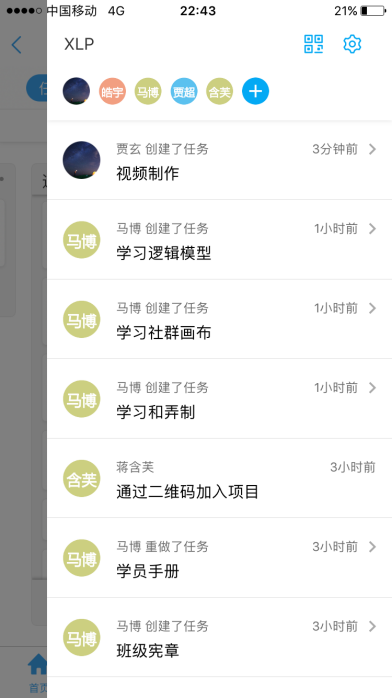 中国移动 4G 22:43 21%
XLP
皓宇 马博 贾超 含芙
贾玄 创建了任务 3分钟前
视频制作
马博 马博 创建了任务 1小时前
学习逻辑模型
马博 马博 创建了任务 1小时前
学习社群画布
马博 马博 创建了任务 1小时前
学习和弄制
含芙 蒋含芙 3小时前
通过二维码加入项目
马博 马博 重做了任务 3小时前
学员手册
马博 马博 创建了任务 3小时前
班级宪章
首页